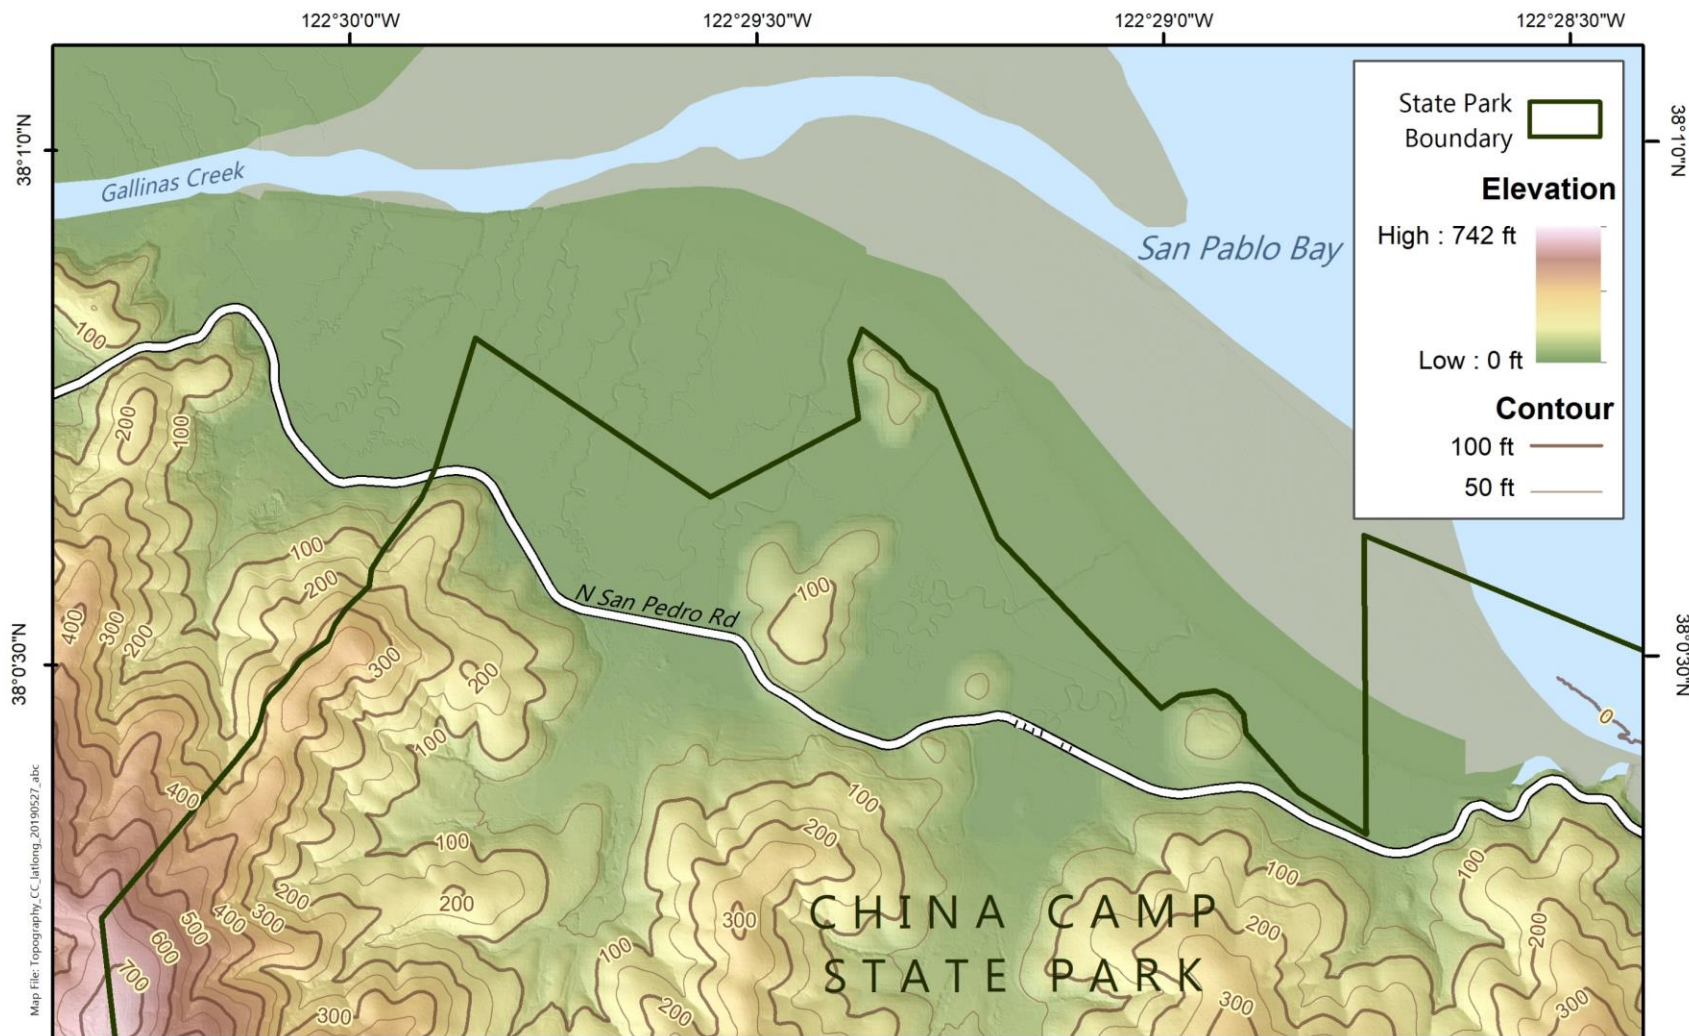 122°30'0"W
122°29'30"W
122°29'0"W
122°28'30"W
38°1'0"N
38°1'0"N
State Park
Boundary
Elevation
High : 742 ft
Low : 0 ft
Contour
100 ft
50 ft
Gallinas Creek
San Pablo Bay
100
200
100
100
200
100
N San Pedro Rd
400
300
200
300
200
38°0'30"N
38°0'30"N
0
100
400
100
200
100
100
100
200
400
300
200
500
600
700
200
300
100
200
300
CHINA CAMP
STATE PARK
200
300
200
300
Map File: Topography_CC_latlong_20190527_abc